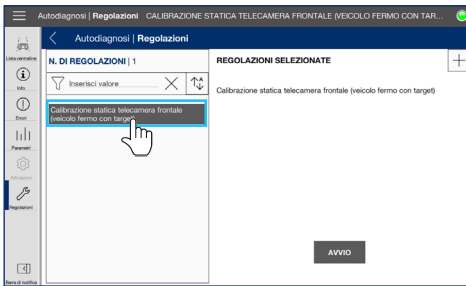 Autodiagnosi | Regolazioni CALIBRAZIONE STATICA TELECAMERA FRONTALE (VEICOLO FERMO CON TAR...
Autodiagnosi | Regolazioni
Lista centraline
Info
Errori
Parametri
Attivazioni
Regolazioni
Barra di notifica
N. DI REGOLAZIONI | 1
Inserisci valore
Calibrazione statica telecamera frontale
(veicolo fermo con target)
REGOLAZIONI SELEZIONATE
Calibrazione statica telecamera frontale (veicolo fermo con target)
AVVIO